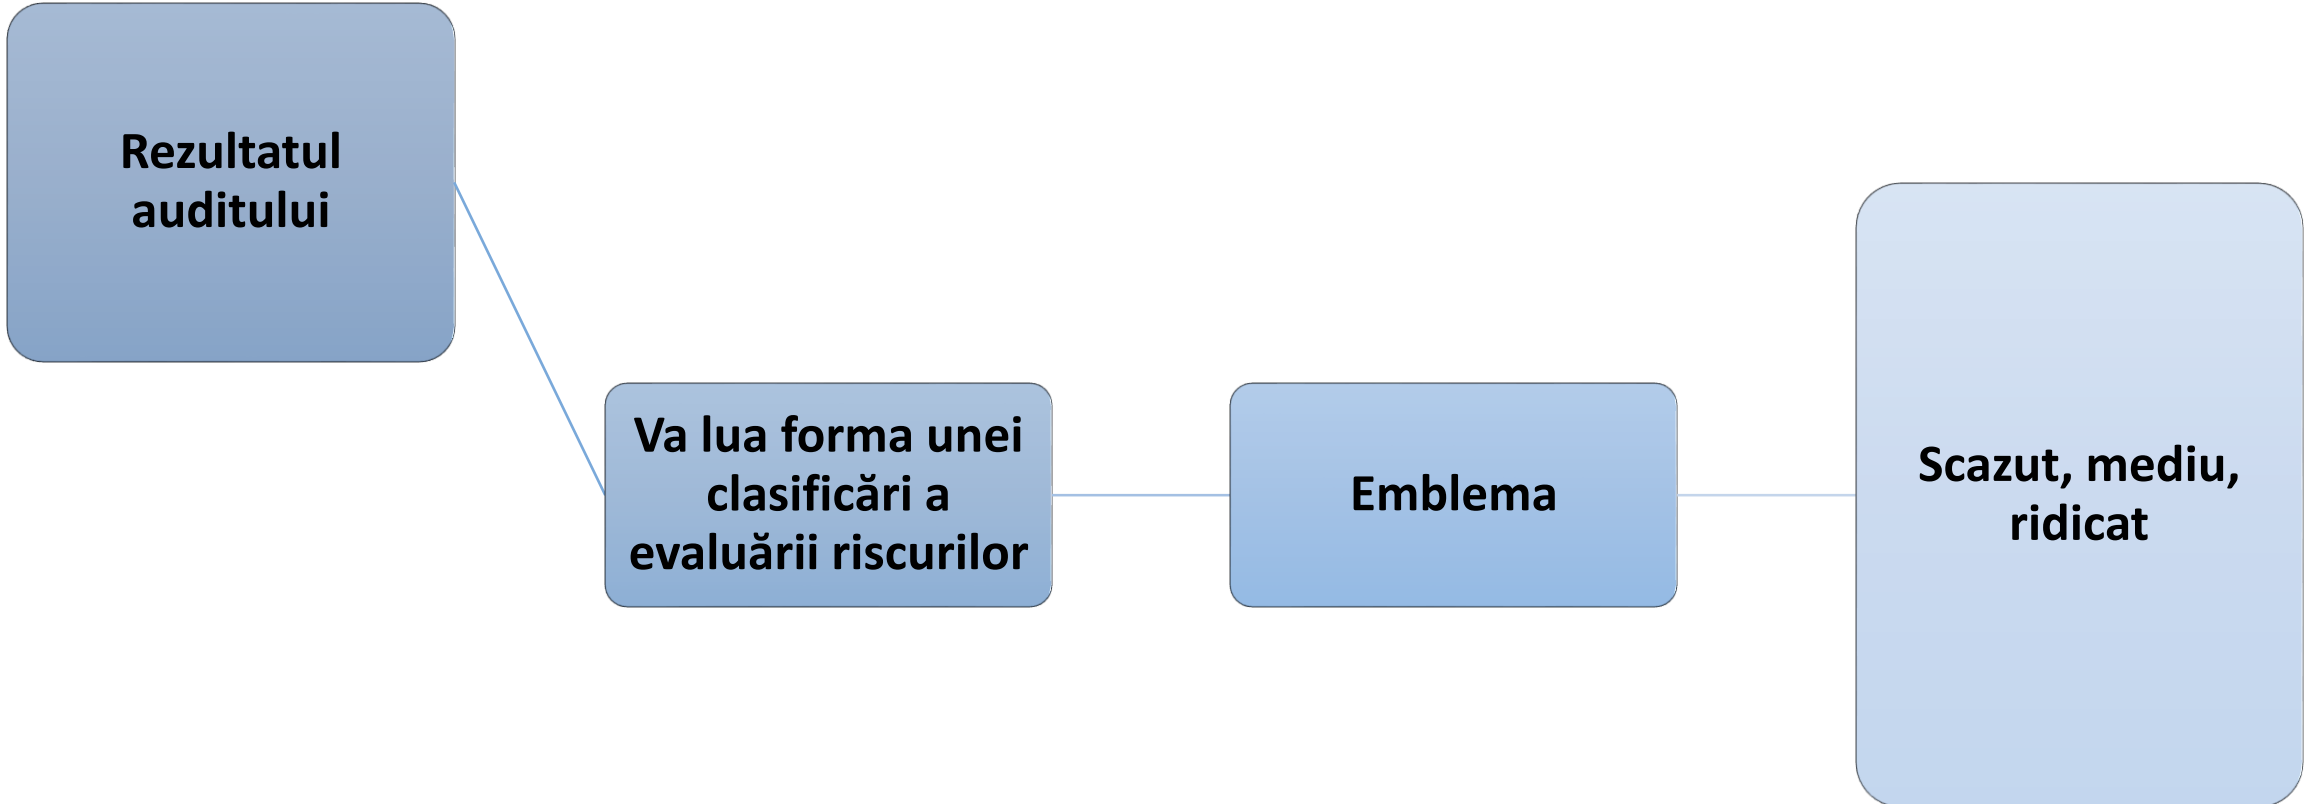 Rezultatul
auditului
Va lua forma unei
clasificări a
evaluării riscurilor
Emblema
Scazut, mediu,
ridicat